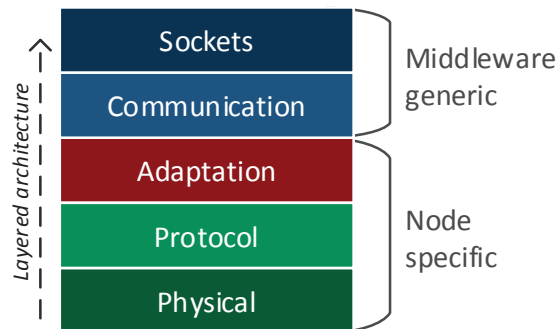 Layered architecture
Sockets
Communication
Adaptation
Protocol
Physical
Middleware
generic
Node
specific